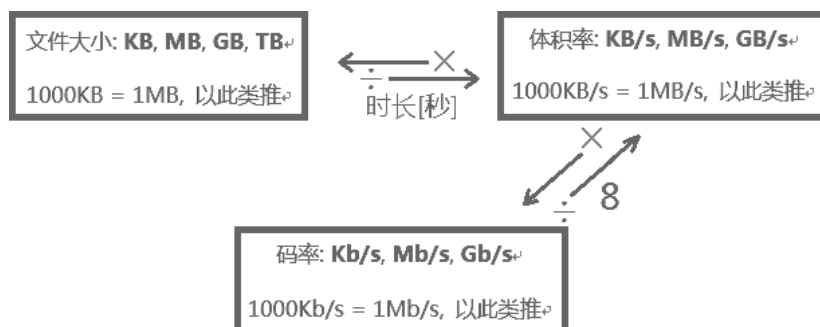 文件大小: KB, MB, GB, TB↵
1000KB = 1MB, 以此类推↵
× 
÷
时长[秒]
体积率: KB/s, MB/s, GB/s↵
1000KB/s = 1MB/s, 以此类推↵
×
÷ 8
码率: Kb/s, Mb/s, Gb/s↵
1000Kb/s = 1Mb/s, 以此类推↵